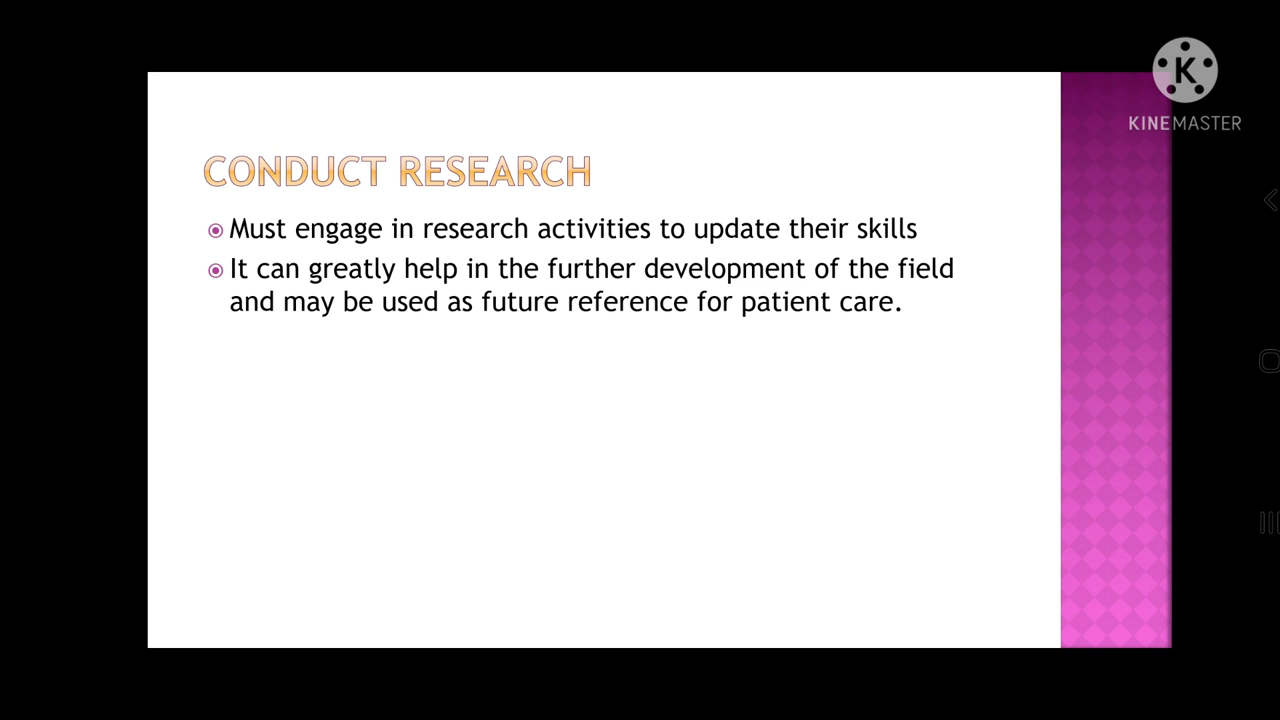 KINEMASTER
CONDUCT RESEARCH
Must engage in research activities to update their skills
It can greatly help in the further development of the field
and may be used as future reference for patient care.